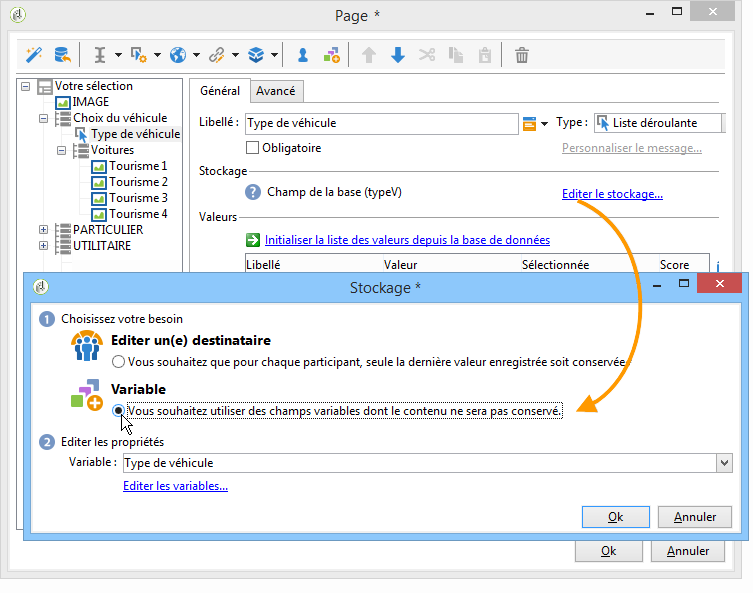 Page *
Votre sélection
IMAGE
Choix du véhicule
Type de véhicule
Voitures
Tourisme 1
Tourisme 2
Tourisme 3
Tourisme 4
PARTICULIER
UTILITAIRE
Général Avancé
Libellé : Type de véhicule Type : Liste déroulante
Obligatoire Personnaliser le message...
Stockage
? Champ de la base (typeV) Editer le stockage...
Valeurs
Initialiser la liste des valeurs depuis la base de données
Libellé Valeur Sélectionnée Score
Stockage *
1 Choisissez votre besoin
Editer un(e) destinataire
Vous souhaitez que pour chaque participant, seule la dernière valeur enregistrée soit conservée.
Variable
Vous souhaitez utiliser des champs variables dont le contenu ne sera pas conservé.
2 Editer les propriétés
Variable : Type de véhicule
Editer les variables...
Ok Annuler
Ok Annuler